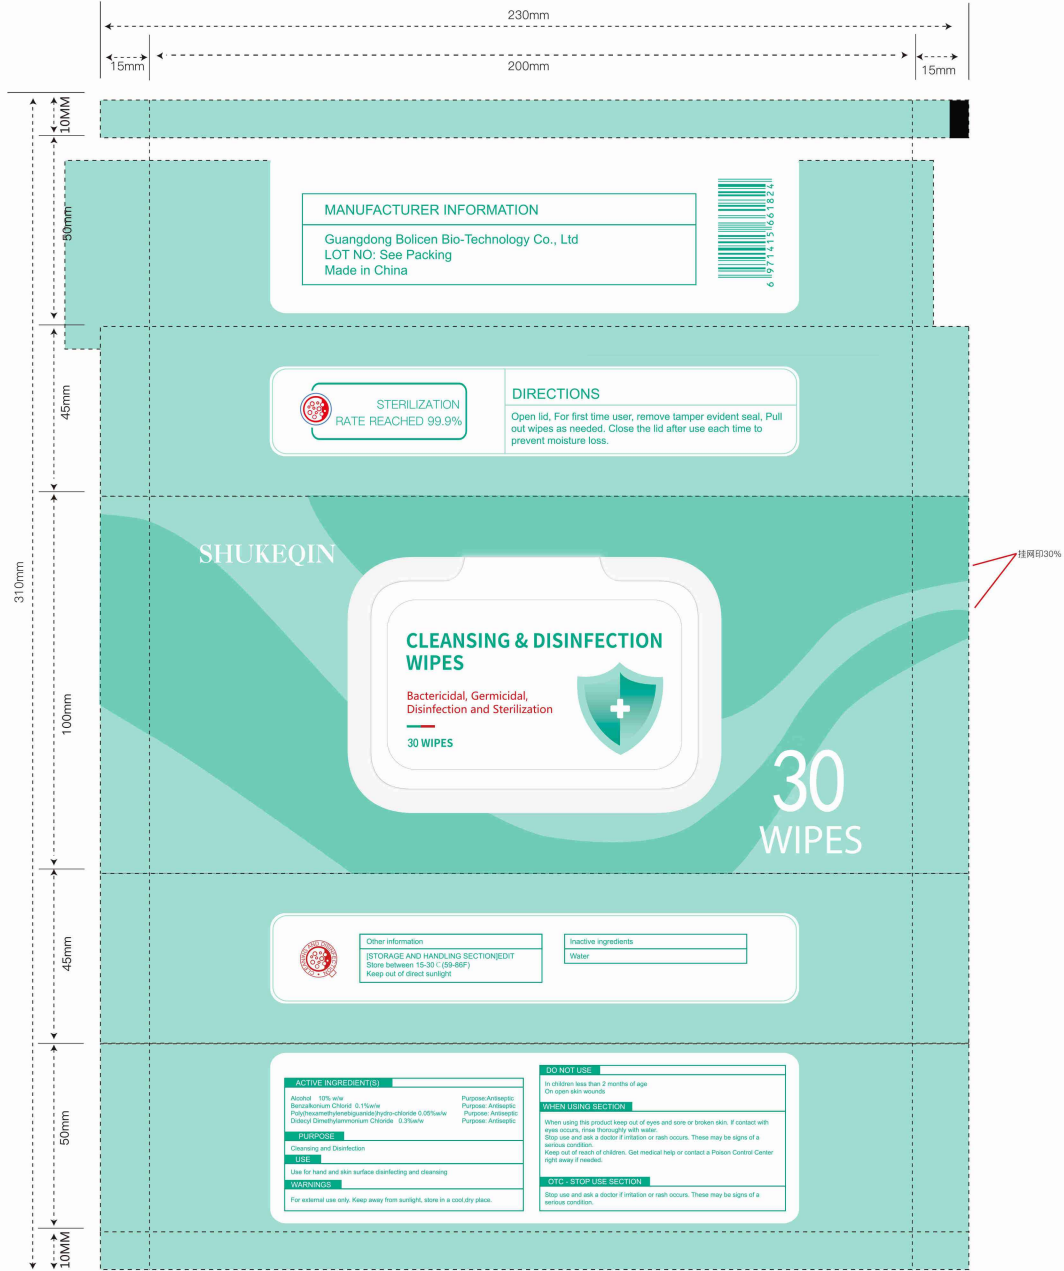 230mm
15mm
200mm
15mm
10MM
50mm
MANUFACTURER INFORMATION
Guangdong Bolicen Bio-Technology Co., Ltd
LOT NO: See Packing
Made in China
6 971415 661824
45mm
STERILIZATION
RATE REACHED 99.9%
DIRECTIONS
Open lid, For first time user, remove tamper evident seal, Pull
out wipes as needed. Close the lid after use each time to
prevent moisture loss.
310mm
100mm
SHUKEQIN
挂网印30%
CLEANSING & DISINFECTION
WIPES
Bactericidal, Germicidal,
Disinfection and Sterilization
30 WIPES
30
WIPES
45mm
Other information
[STORAGE AND HANDLING SECTION]EDIT
Store between 15-30℃(59-86F)
Keep out of direct sunlight
Inactive ingredients
Water
50mm
ACTIVE INGREDIENT(S)
Alcohol 10% w/w Purpose:Antiseptic
Benzalkonium Chlorid 0.1%w/w Purpose: Antiseptic
Poly(hexamethylenebiguanide)hydro-chloride 0.05%w/w Purpose: Antiseptic
Didecyl Dimethylammonium Chloride 0.3%w/w Purpose: Antiseptic
PURPOSE
Cleansing and Disinfection
USE
Use for hand and skin surface disinfecting and cleansing
WARNINGS
For external use only. Keep away from sunlight, store in a cool,dry place.
DO NOT USE
In children less than 2 months of age
On open skin wounds
WHEN USING SECTION
When using this product keep out of eyes and sore or broken skin. If contact with
eyes occurs, rinse thoroughly with water.
Stop use and ask a doctor if irritation or rash occurs. These may be signs of a
serious condition.
Keep out of reach of children. Get medical help or contact a Poison Control Center
right away if needed.
OTC - STOP USE SECTION
Stop use and ask a doctor if irritation or rash occurs. These may be signs of a
serious condition.
10MM